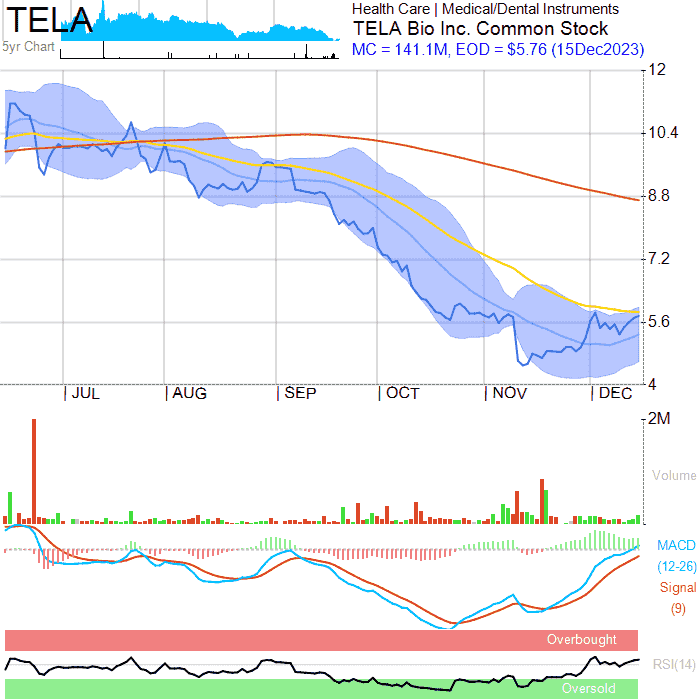 TELA
5yr Chart
Health Care | Medical/Dental Instruments
TELA Bio Inc. Common Stock
MC = 141.1M, EOD = $5.76 (15Dec2023)
12
10.4
8.8
7.2
5.6
4
JUL
AUG
SEP
OCT
NOV
DEC
2M
Volume
MACD
(12-26)
Signal
(9)
Overbought
RSI(14)
Oversold